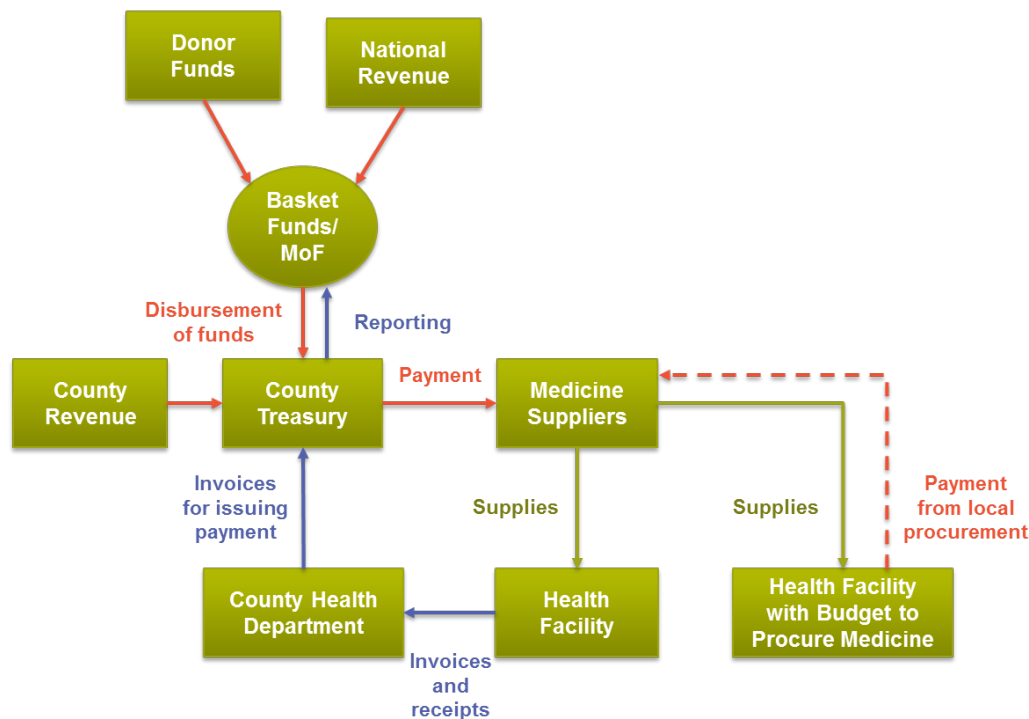 Donor
Funds
National
Revenue
Basket
Funds/
MoF
Disbursement
of funds
Reporting
County
Revenue
County
Treasury
Payment
Medicine
Suppliers
Invoices
for issuing
payment
Supplies
Supplies
Payment
from local
procurement
County Health
Department
Health
Facility
Health Facility
with Budget to
Procure Medicine
Invoices
and
receipts